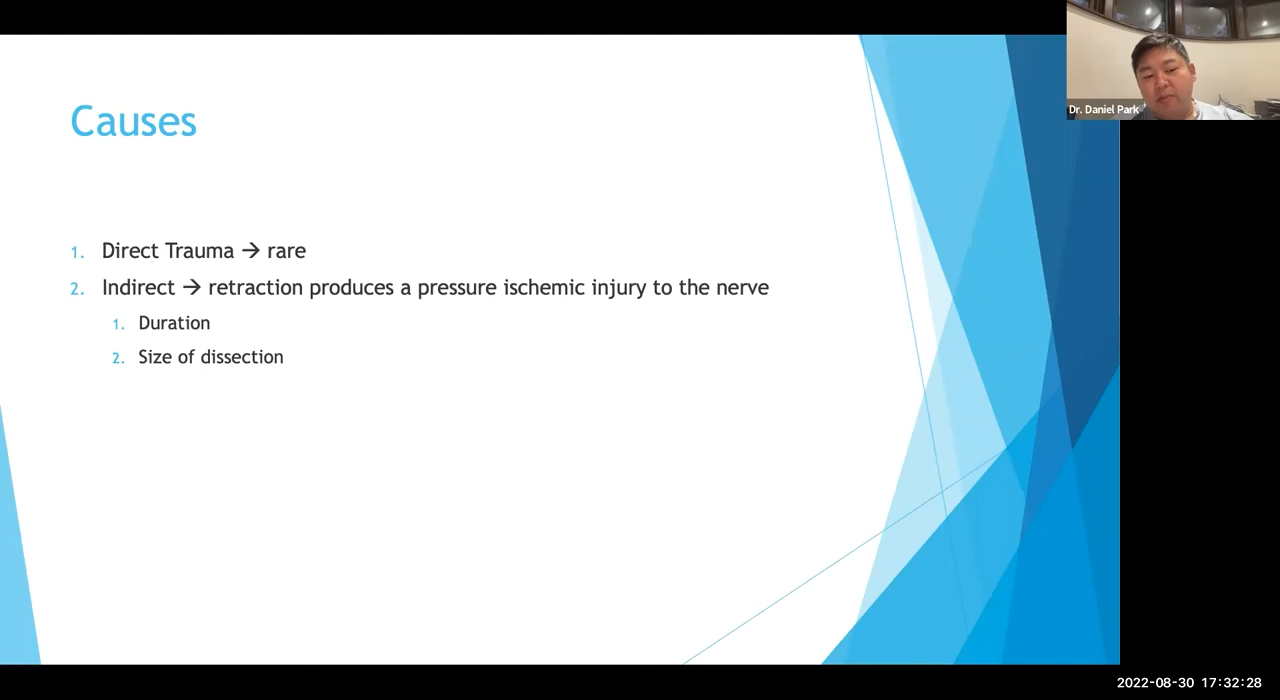 Dr. Daniel Park
Causes
1. Direct Trauma → rare
2. Indirect → retraction produces a pressure ischemic injury to the nerve
1. Duration
2. Size of dissection
2022-08-30 17:32:28